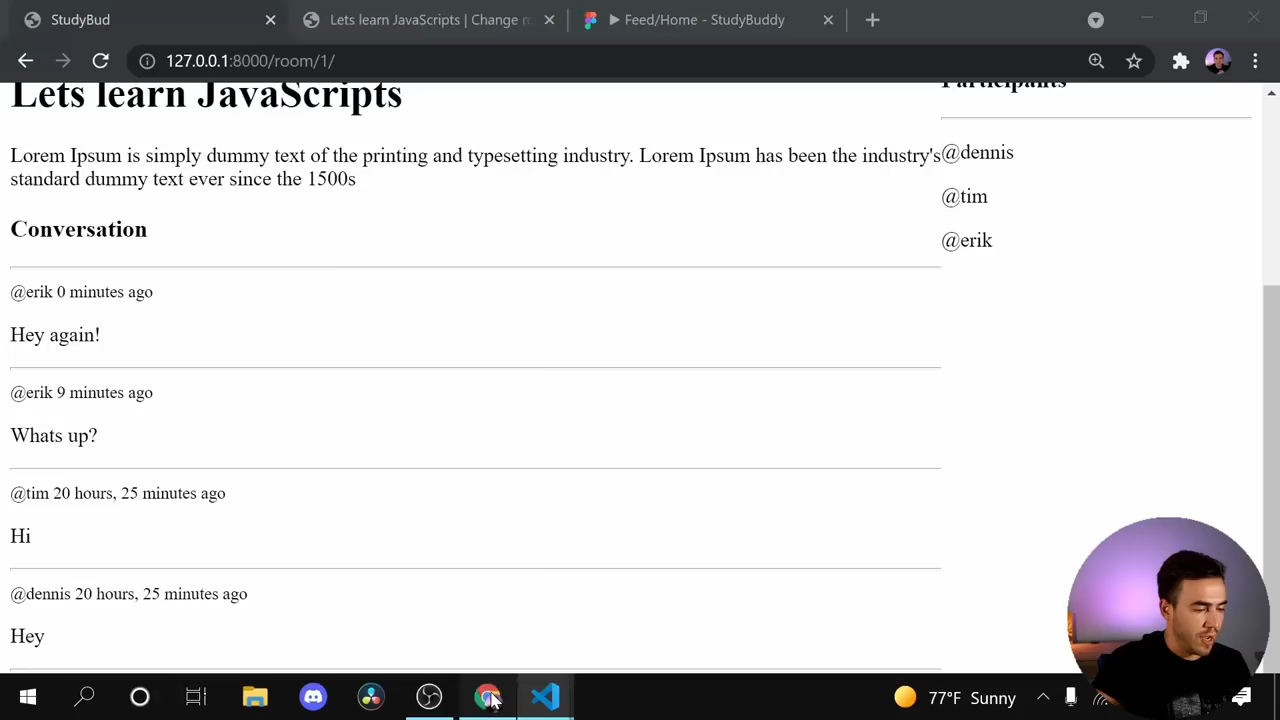 StudyBud
Lets learn JavaScripts | Change ro
Feed/Home - StudyBuddy
127.0.0.1:8000/room/1/
Lets learn JavaScripts
Participants
Lorem Ipsum is simply dummy text of the printing and typesetting industry. Lorem Ipsum has been the industry's
standard dummy text ever since the 1500s
@dennis
@tim
@erik
Conversation
@erik 0 minutes ago
Hey again!
@erik 9 minutes ago
Whats up?
@tim 20 hours, 25 minutes ago
Hi
@dennis 20 hours, 25 minutes ago
Hey
77°F Sunny